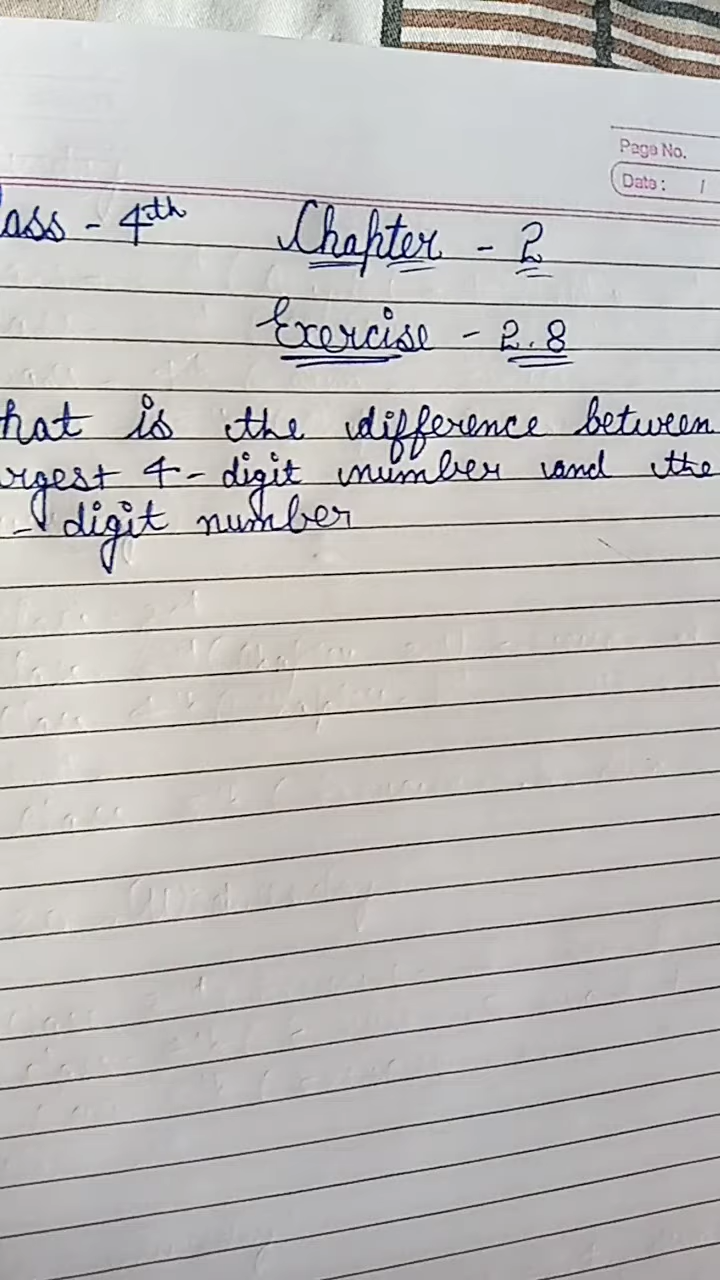 Page No.
Date: /
ass - 4th Chapter - 2
Exercise - 2.8
hat is the difference between
rgest 4-digit number and the
- digit number